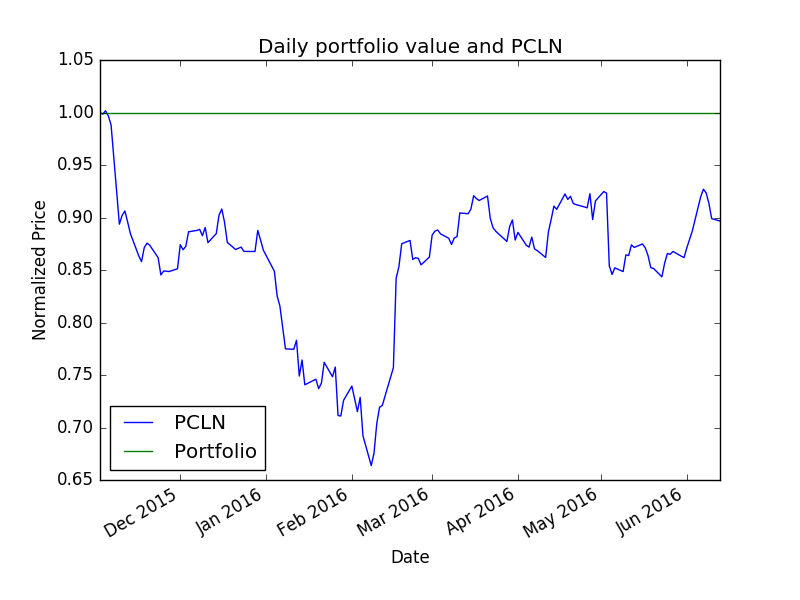 Daily portfolio value and PCLN
1.05
1.00
0.95
0.90
0.85
0.80
0.75
0.70
0.65
Normalized Price
PCLN
Portfolio
Dec 2015
Jan 2016
Feb 2016
Mar 2016
Apr 2016
May 2016
Jun 2016
Date